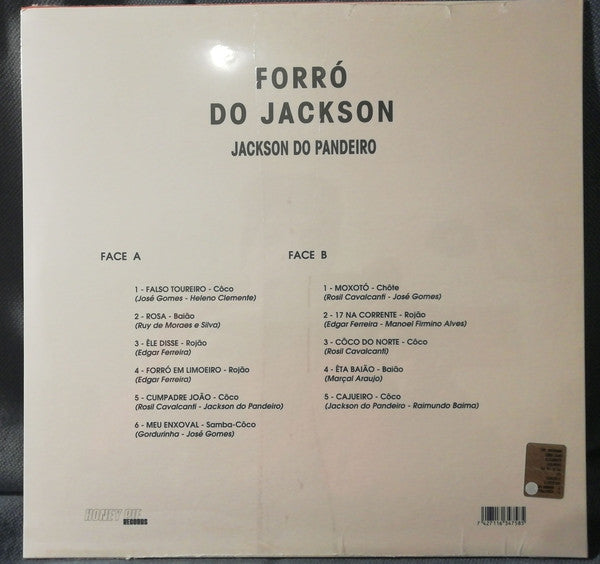 FORRÓ
DO JACKSON
JACKSON DO PANDEIRO
FACE A
1 - FALSO TOUREIRO - Côco
(José Gomes - Heleno Clemente)
2 - ROSA - Baião
(Ruy de Moraes e Silva)
3 - ÊLE DISSE - Rojão
(Edgar Ferreira)
4 - FORRÓ EM LIMOEIRO - Rojão
(Edgar Ferreira)
5 - CUMPADRE JOÃO - Côco
(Rosil Cavalcanti - Jackson do Pandeiro)
6 - MEU ENXOVAL - Samba-Côco
(Gordurinha - José Gomes)
FACE B
1 - MOXOTÓ - Chôte
(Rosil Cavalcanti - José Gomes)
2 - 17 NA CORRENTE - Rojão
(Edgar Ferreira - Manoel Firmino Alves)
3 - CÔCO DO NORTE - Côco
(Rosil Cavalcanti)
4 - ÊTA BAIÃO - Baião
(Marçal Araujo)
5 - CAJUEIRO - Côco
(Jackson do Pandeiro - Raimundo Baima)
HONEY PIE
RECORDS
7 427116 347583